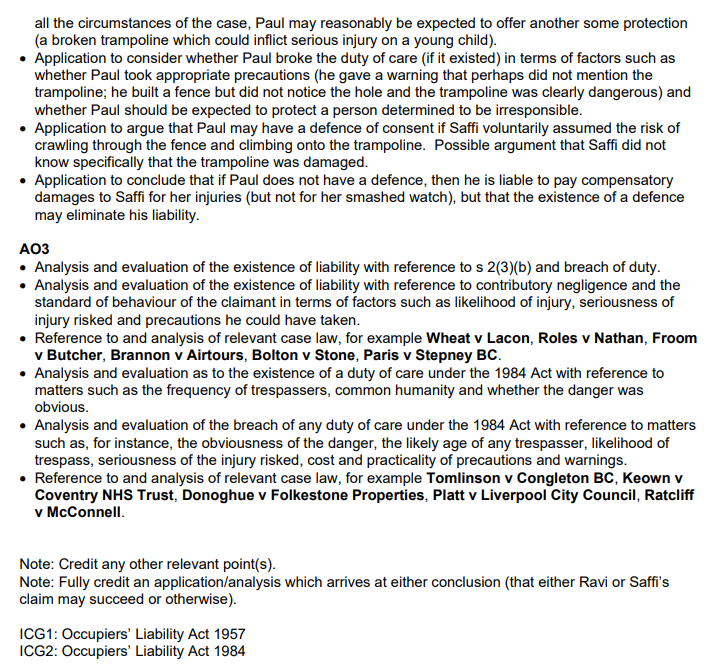 all the circumstances of the case, Paul may reasonably be expected to offer another some protection
(a broken trampoline which could inflict serious injury on a young child).
• Application to consider whether Paul broke the duty of care (if it existed) in terms of factors such as
whether Paul took appropriate precautions (he gave a warning that perhaps did not mention the
trampoline; he built a fence but did not notice the hole and the trampoline was clearly dangerous) and
whether Paul should be expected to protect a person determined to be irresponsible.
• Application to argue that Paul may have a defence of consent if Saffi voluntarily assumed the risk of
crawling through the fence and climbing onto the trampoline. Possible argument that Saffi did not
know specifically that the trampoline was damaged.
• Application to conclude that if Paul does not have a defence, then he is liable to pay compensatory
damages to Saffi for her injuries (but not for her smashed watch), but that the existence of a defence
may eliminate his liability.
AO3
• Analysis and evaluation of the existence of liability with reference to s 2(3)(b) and breach of duty.
• Analysis and evaluation of the existence of liability with reference to contributory negligence and the
standard of behaviour of the claimant in terms of factors such as likelihood of injury, seriousness of
injury risked and precautions he could have taken.
• Reference to and analysis of relevant case law, for example Wheat v Lacon, Roles v Nathan, Froom
v Butcher, Brannon v Airtours, Bolton v Stone, Paris v Stepney BC.
• Analysis and evaluation as to the existence of a duty of care under the 1984 Act with reference to
matters such as the frequency of trespassers, common humanity and whether the danger was
obvious.
• Analysis and evaluation of the breach of any duty of care under the 1984 Act with reference to matters
such as, for instance, the obviousness of the danger, the likely age of any trespasser, likelihood of
trespass, seriousness of the injury risked, cost and practicality of precautions and warnings.
• Reference to and analysis of relevant case law, for example Tomlinson v Congleton BC, Keown v
Coventry NHS Trust, Donoghue v Folkestone Properties, Platt v Liverpool City Council, Ratcliff
v McConnell.
Note: Credit any other relevant point(s).
Note: Fully credit an application/analysis which arrives at either conclusion (that either Ravi or Saffi's
claim may succeed or otherwise).
ICG1: Occupiers' Liability Act 1957
ICG2: Occupiers' Liability Act 1984